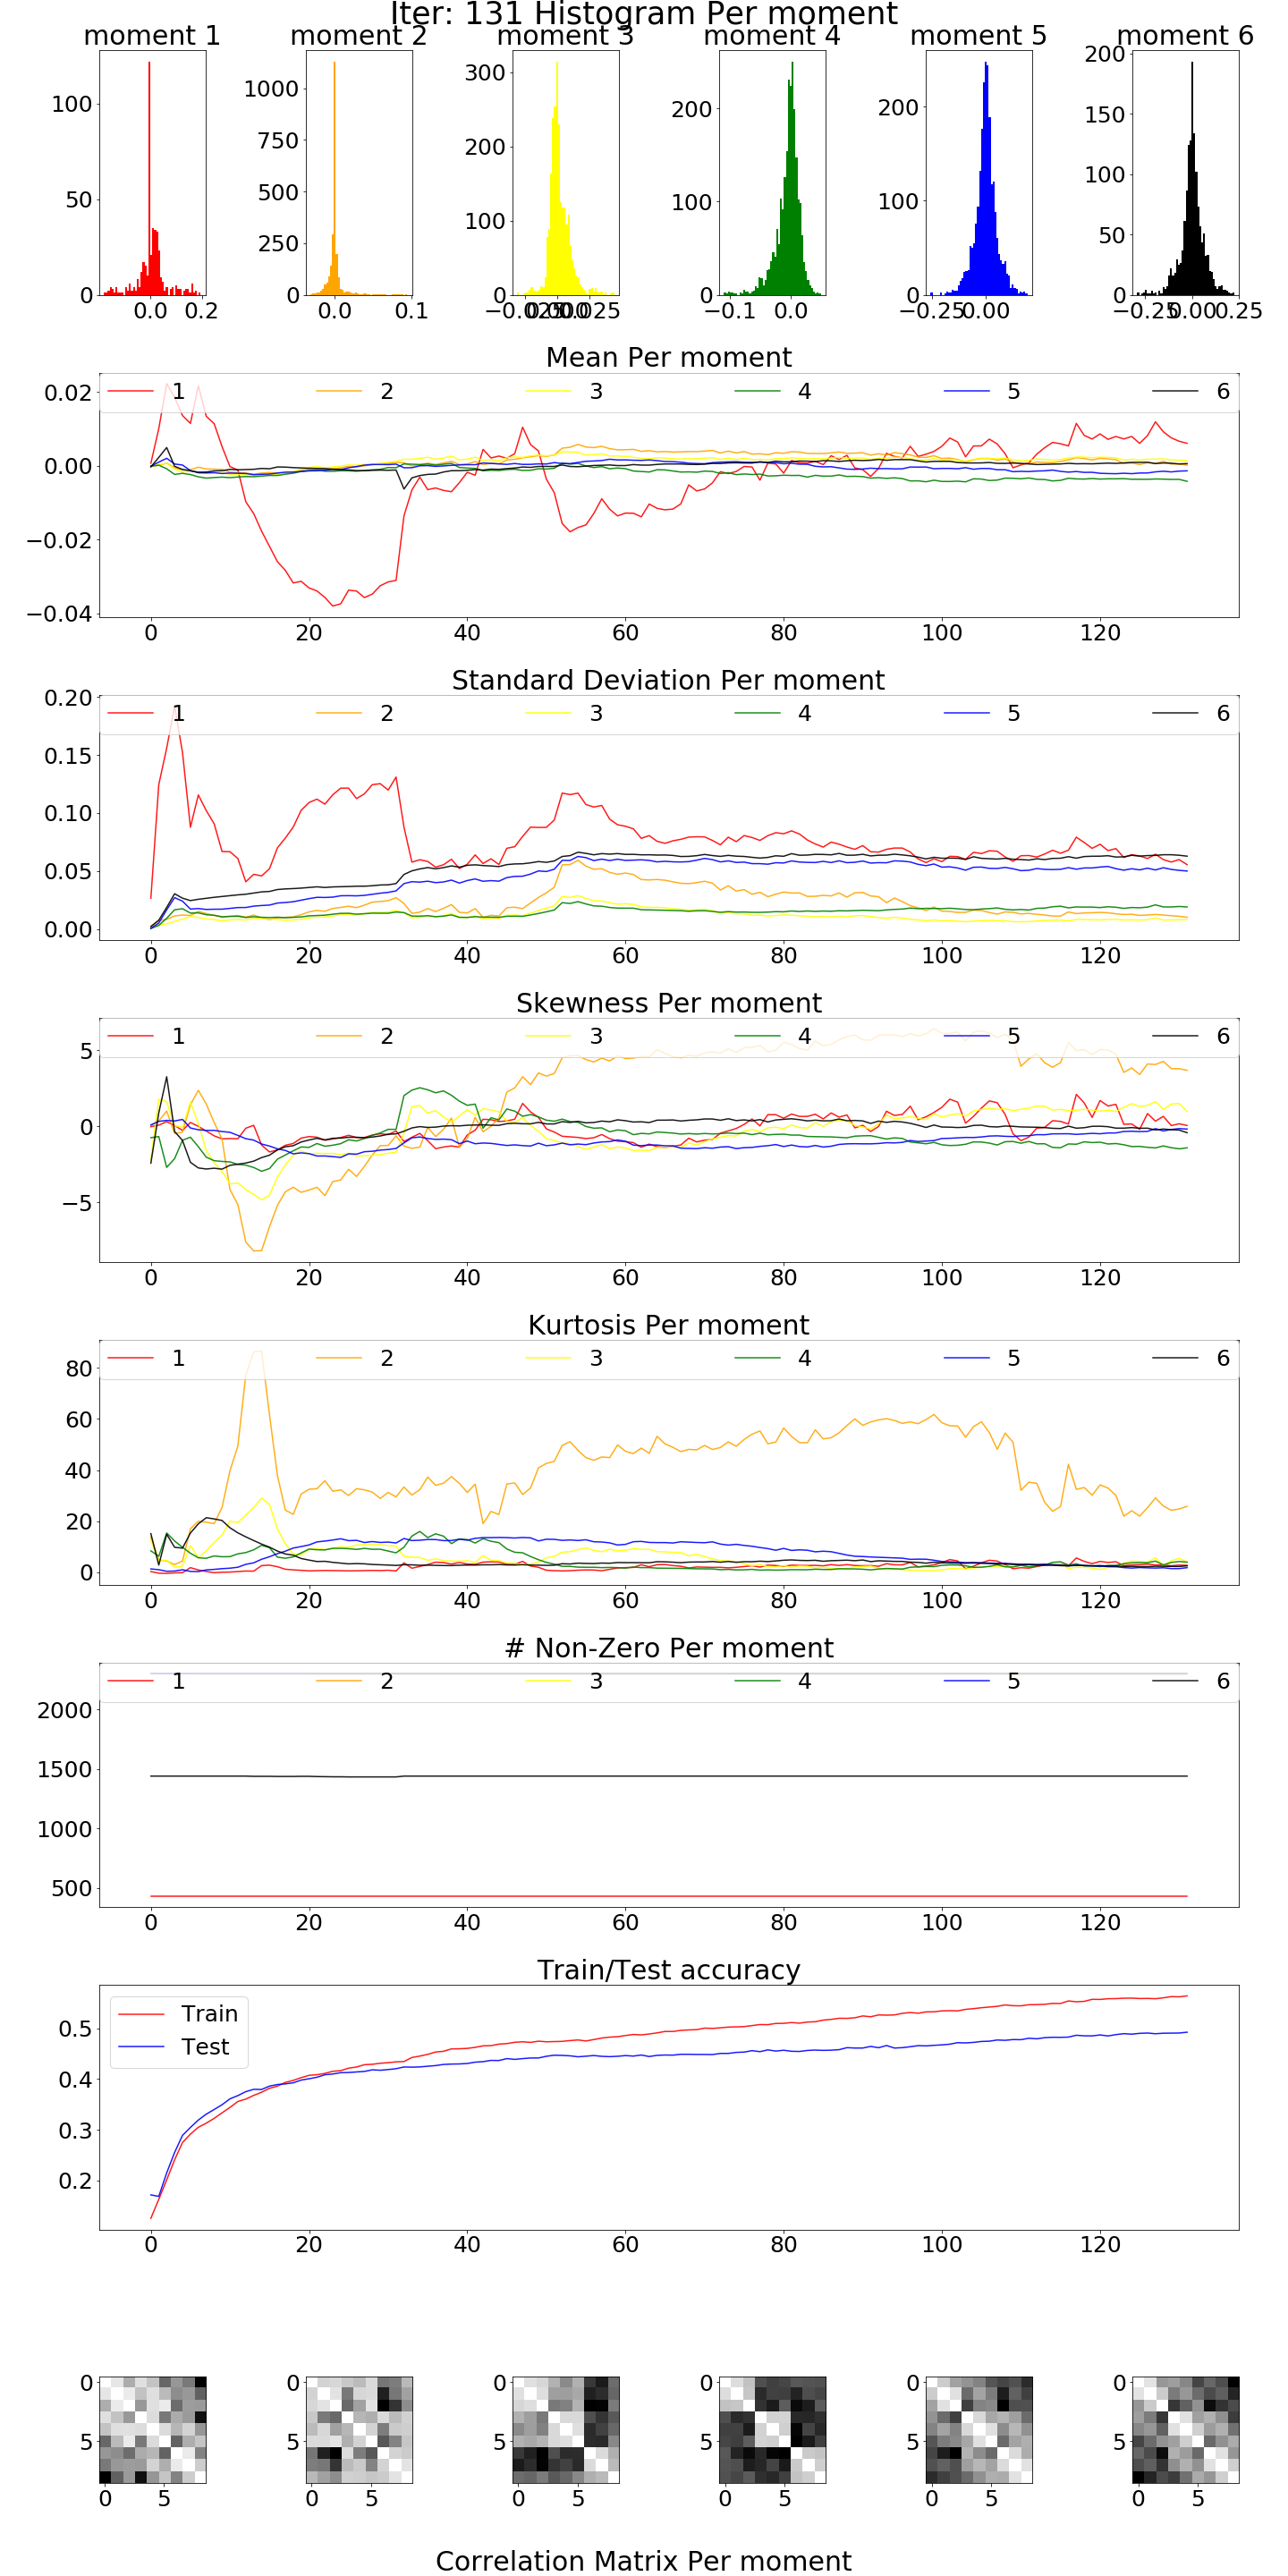 Iter: 131 Histogram Per moment
moment 1 moment 2 moment 3 moment 4 moment 5 moment 6
100 50 0
0.0 0.2
1000 750 500 250 0
0.0 0.1
300 200 100 0
−0.025 0.000 0.025
200 100 0
−0.1 0.0
200 100 0
−0.25 0.00
200 150 100 50 0
−0.25 0.00 0.25
Mean Per moment
1 2 3 4 5 6
0.02
0.00
−0.02
−0.04
0 20 40 60 80 100 120
Standard Deviation Per moment
1 2 3 4 5 6
0.20
0.15
0.10
0.05
0.00
0 20 40 60 80 100 120
Skewness Per moment
1 2 3 4 5 6
5
0
−5
0 20 40 60 80 100 120
Kurtosis Per moment
1 2 3 4 5 6
80
60
40
20
0
0 20 40 60 80 100 120
# Non-Zero Per moment
1 2 3 4 5 6
2000
1500
1000
500
0 20 40 60 80 100 120
Train/Test accuracy
Train
Test
0.5
0.4
0.3
0.2
0 20 40 60 80 100 120
0 0 0 0 0 0
5 5 5 5 5 5
0 5 0 5 0 5 0 5 0 5 0 5
Correlation Matrix Per moment